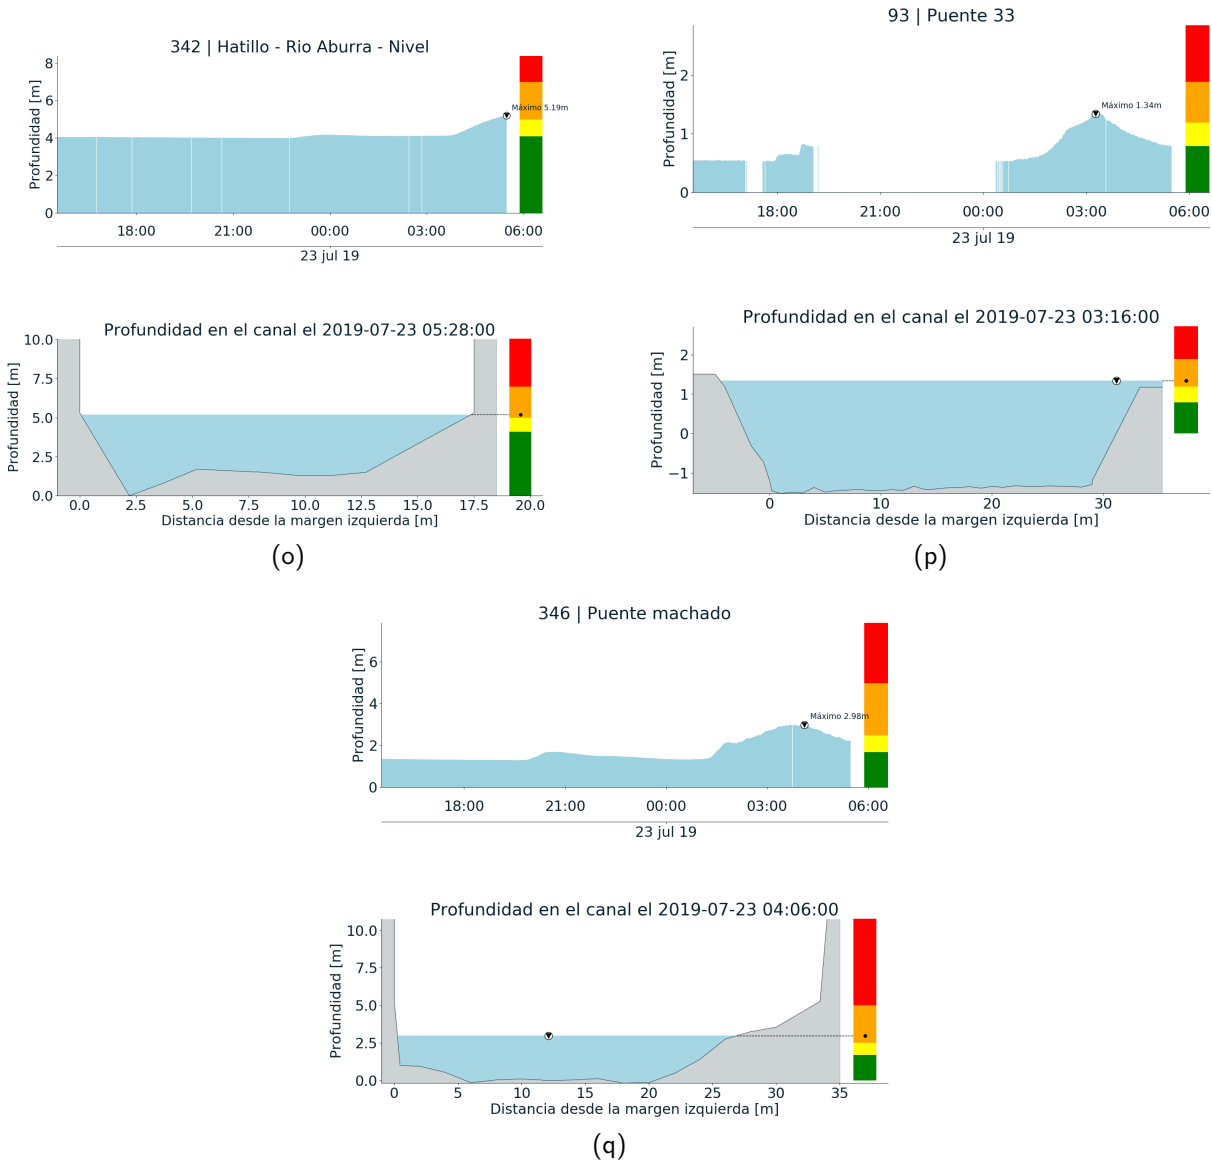 342 | Hatillo - Rio Aburra - Nivel
Profundidad [m]
8
6
4
2
0
Máximo 5.19m
18:00 21:00 00:00 03:00 06:00
23 jul 19
Profundidad en el canal el 2019-07-23 05:28:00
Profundidad [m]
10.0
7.5
5.0
2.5
0.0
0.0 2.5 5.0 7.5 10.0 12.5 15.0 17.5 20.0
Distancia desde la margen izquierda [m]
(o)
93 | Puente 33
Profundidad [m]
2
1
0
Máximo 1.34m
18:00 21:00 00:00 03:00 06:00
23 jul 19
Profundidad en el canal el 2019-07-23 03:16:00
Profundidad [m]
2
1
0
−1
0 10 20 30
Distancia desde la margen izquierda [m]
(p)
346 | Puente machado
Profundidad [m]
6
4
2
0
Máximo 2.98m
18:00 21:00 00:00 03:00 06:00
23 jul 19
Profundidad en el canal el 2019-07-23 04:06:00
Profundidad [m]
10.0
7.5
5.0
2.5
0.0
0 5 10 15 20 25 30 35
Distancia desde la margen izquierda [m]
(q)